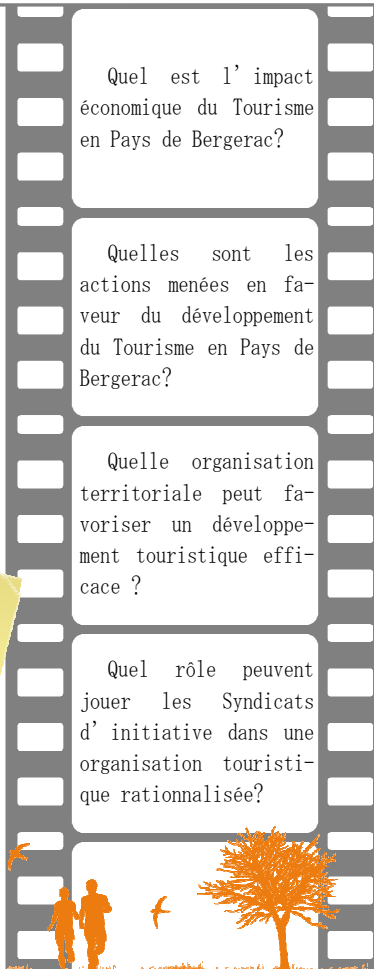 Quel est l'impact
économique du Tourisme
en Pays de Bergerac?
Quelles sont les
actions menées en fa-
veur du développement
du Tourisme en Pays de
Bergerac?
Quelle organisation
territoriale peut fa-
voriser un développe-
ment touristique effi-
cace ?
Quel rôle peuvent
jouer les Syndicats
d'initiative dans une
organisation touristi-
que rationnalisée?